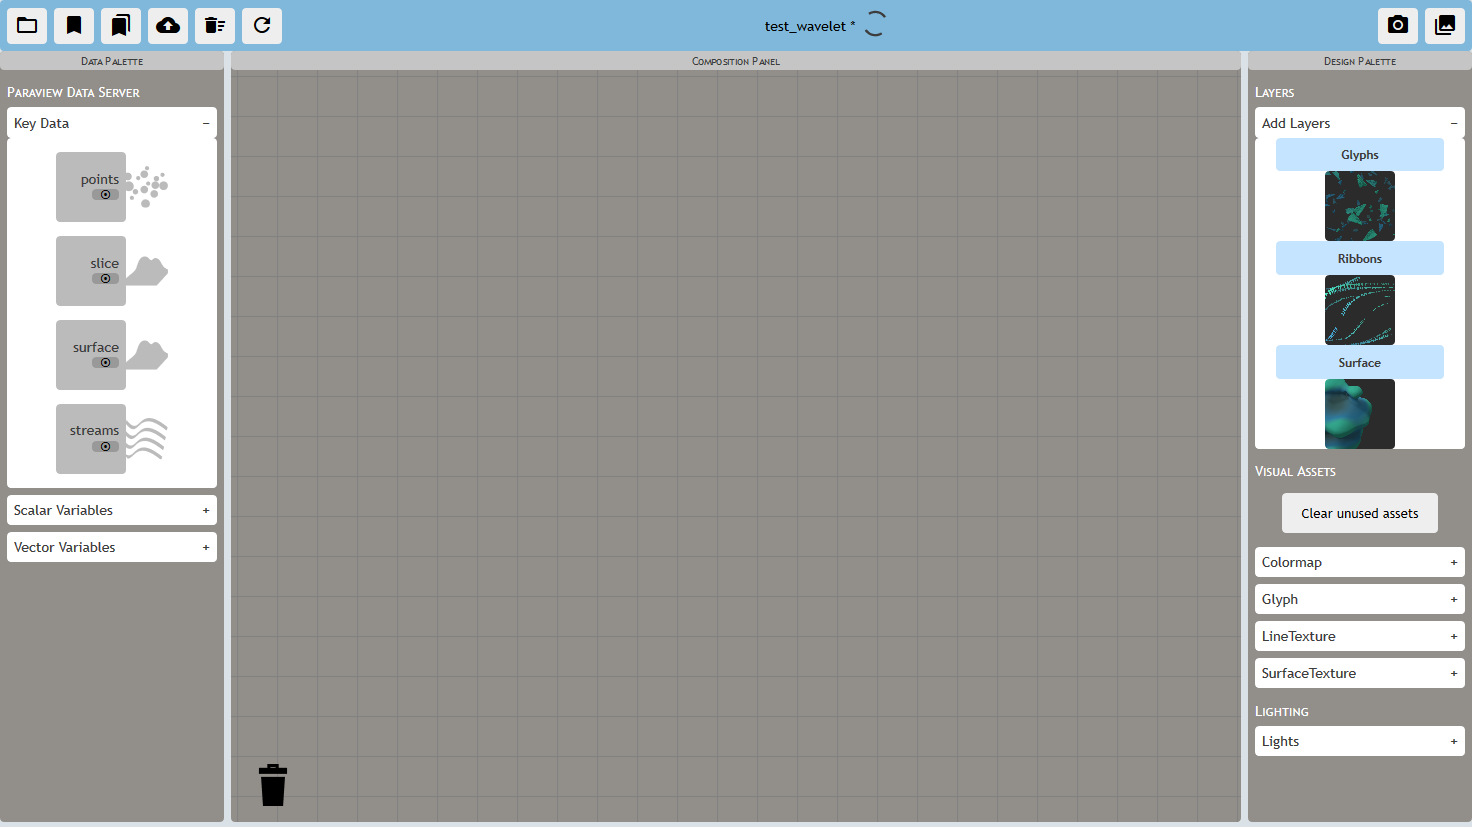 test_wavelet *
Data Palette
Composition Panel
Design Palette
Paraview Data Server
Key Data −
points
slice
surface
streams
Scalar Variables +
Vector Variables +
Layers
Add Layers −
Glyphs
Ribbons
Surface
Visual Assets
Clear unused assets
Colormap +
Glyph +
LineTexture +
SurfaceTexture +
Lighting
Lights +